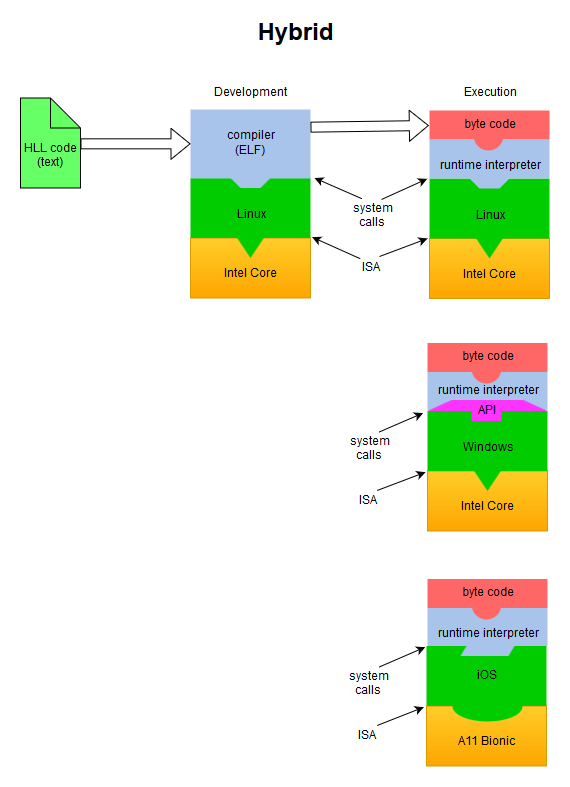 Hybrid
Development
Execution
HLL code
(text)
compiler
(ELF)
Linux
Intel Core
system
calls
ISA
byte code
runtime interpreter
Linux
Intel Core
byte code
runtime interpreter
API
Windows
Intel Core
system
calls
ISA
byte code
runtime interpreter
iOS
A11 Bionic
system
calls
ISA